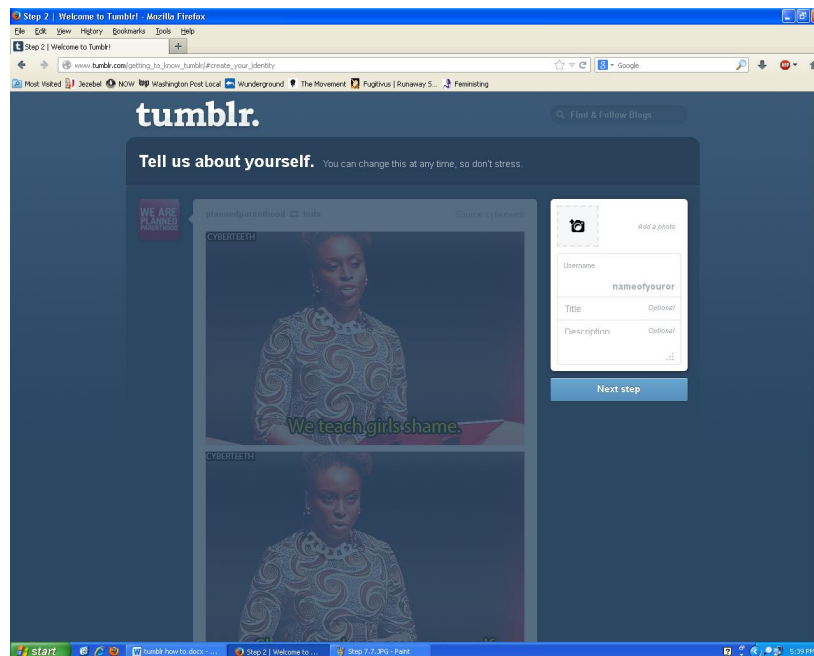 Step 2 | Welcome to Tumblr! - Mozilla Firefox
File Edit View History Bookmarks Tools Help
Step 2 | Welcome to Tumblr!
www.tumblr.com/getting_to_know_tumblr/#create_your_identity
Google
Most Visited Jezebel NOW Washington Post Local Wunderground The Movement Fugitivus | Runaway S... Feministing
tumblr.
Find & Follow Blogs
Tell us about yourself. You can change this at any time, so don't stress.
WE ARE
PLANNED
PARENTHOOD
plannedparenthood
Source: cyberteeth
CYBERTEETH
We teach girls shame.
CYBERTEETH
Add a photo
Username
nameofyouror
Title Optional
Description Optional
Next step
start
tumblr how to.docx - ...
Step 2 | Welcome to ...
Step 7.7.JPG - Paint
5:39 PM